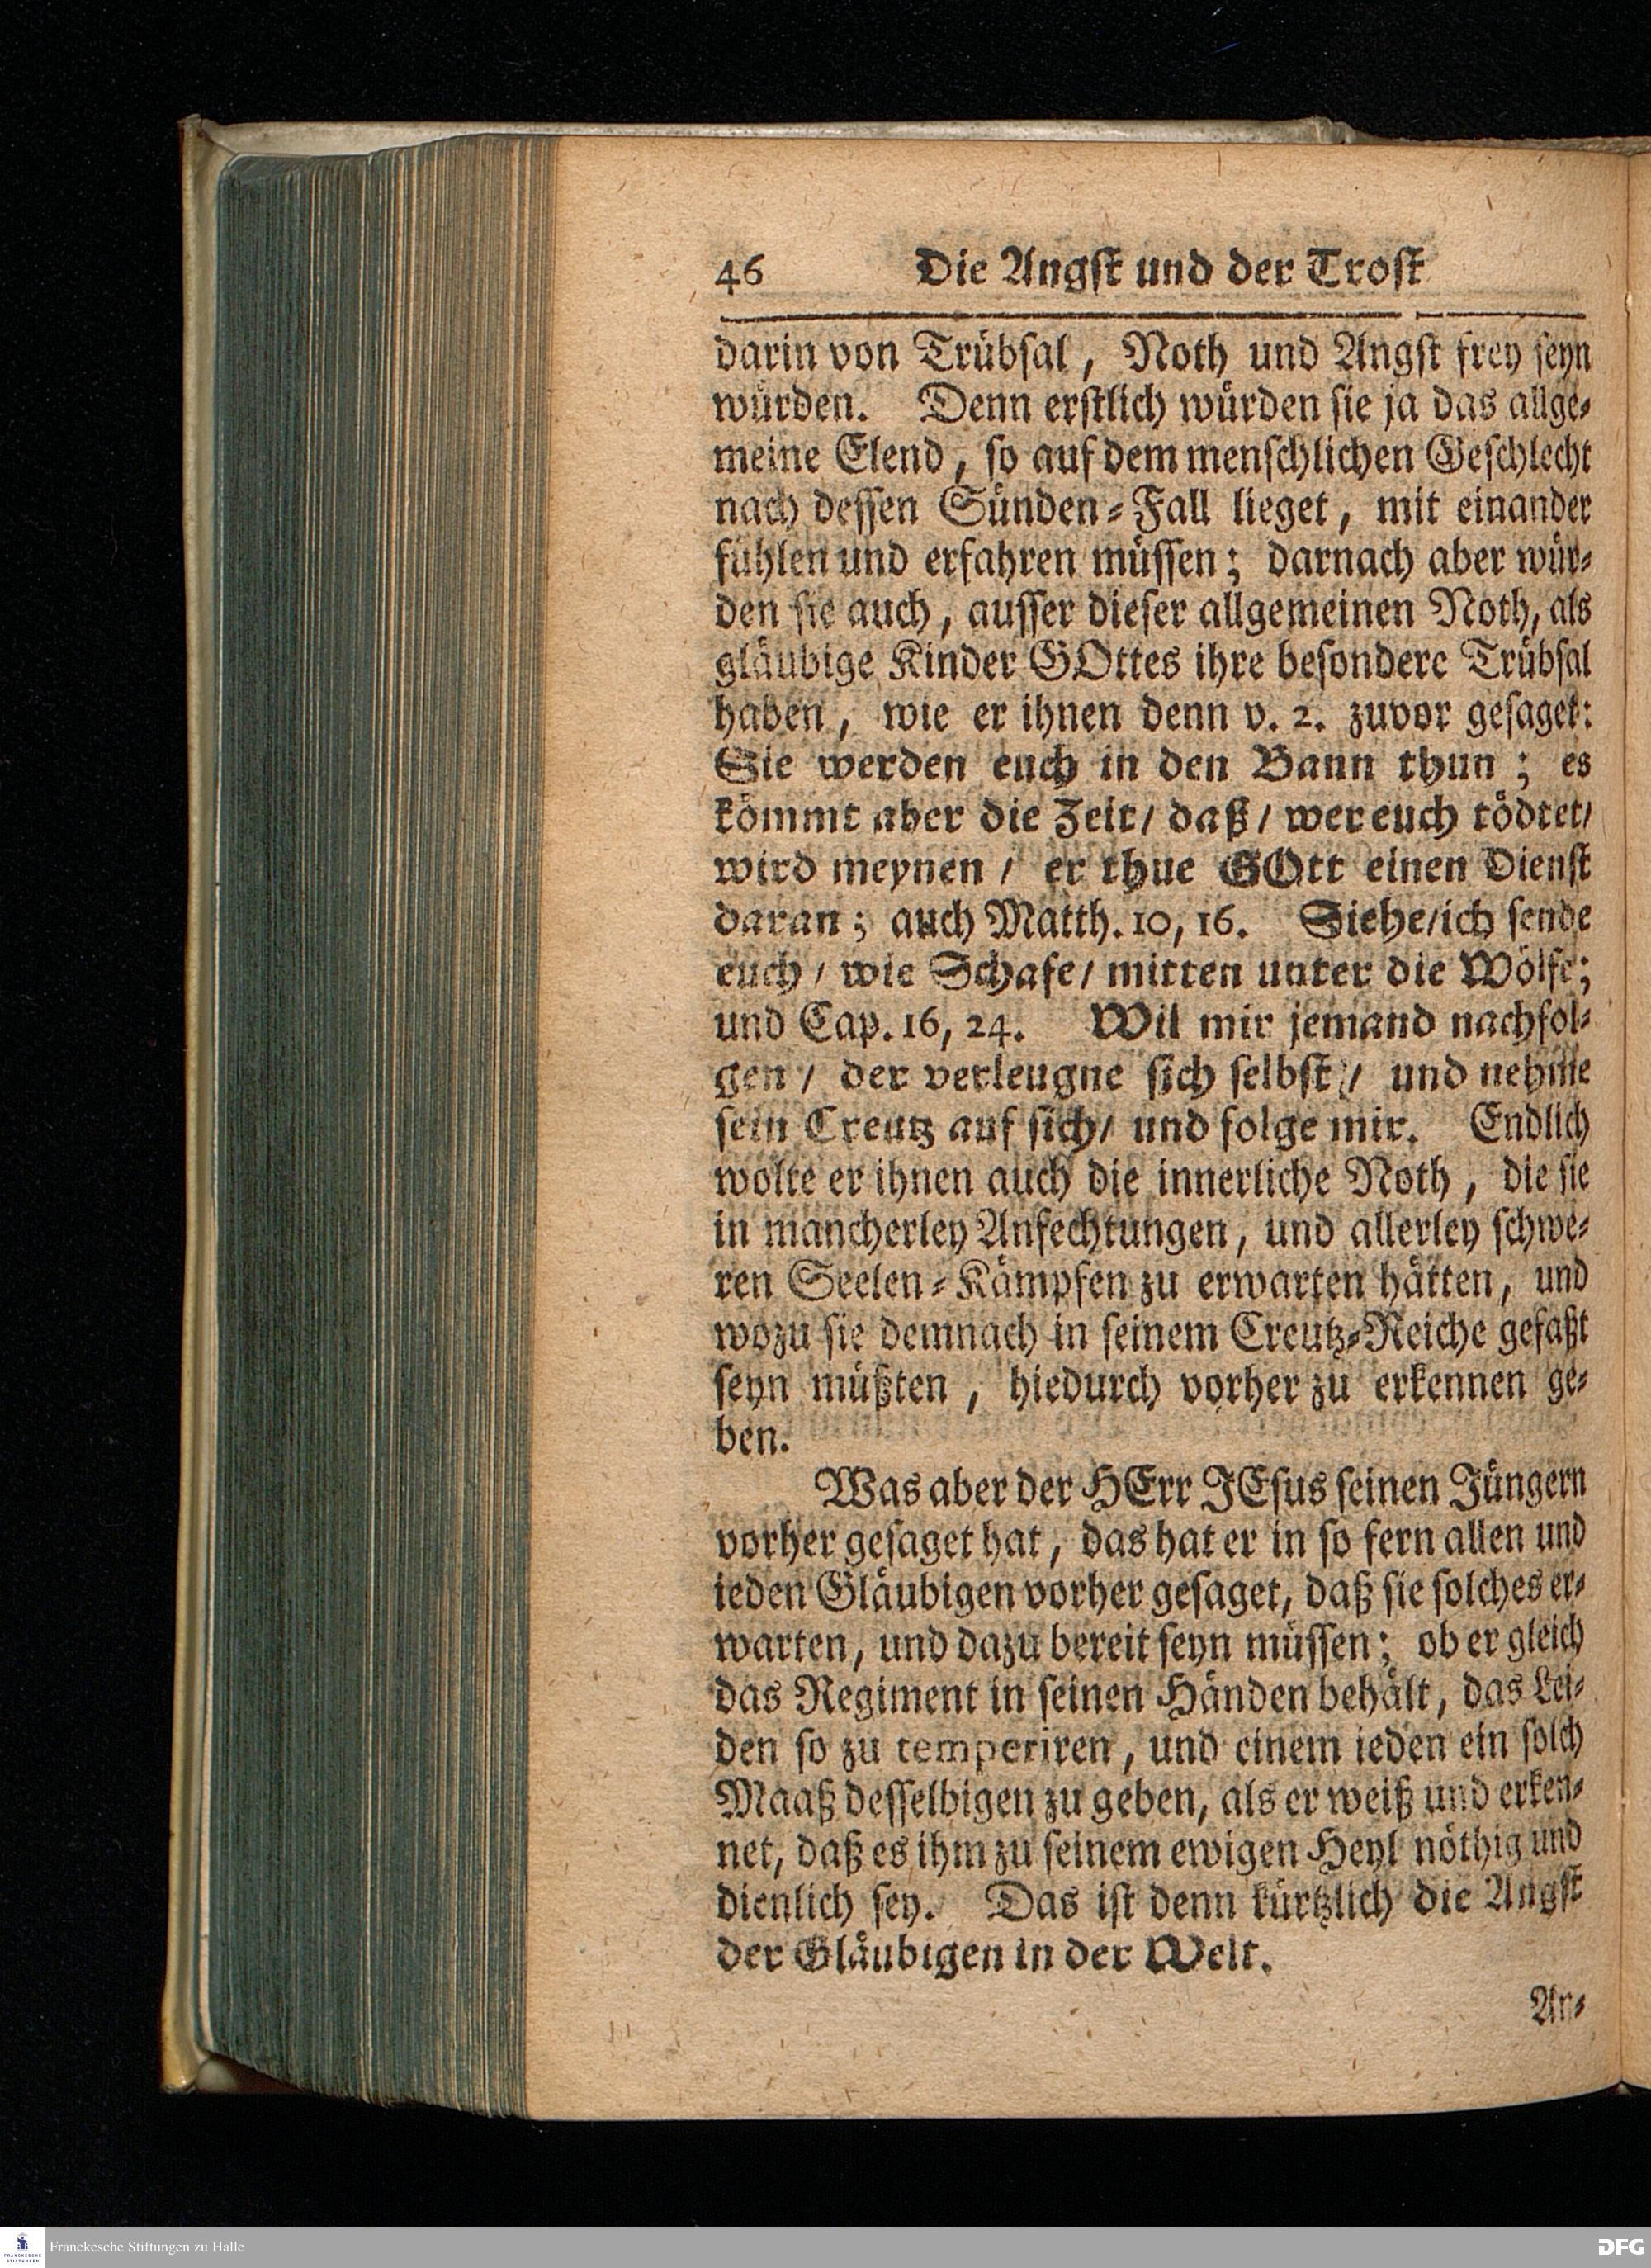 46 Die Angst und der Trost
darin von Trübsal, Noth und Angst frey seyn
würden. Denn erstlich würden sie ja das allge-
meine Elend, so auf dem menschlichen Geschlecht
nach dessen Sünden-Fall lieget, mit einander
fühlen und erfahren müssen; darnach aber wür-
den sie auch, ausser dieser allgemeinen Noth, als
gläubige Kinder GOttes ihre besondere Trübsal
haben, wie er ihnen denn v. 2. zuvor gesaget:
Sie werden euch in den Bann thun; es
kömmt aber die Zeit/ daß/ wer euch tödtet/
wird meynen/ er thue GOtt einen Dienst
daran; auch Matth. 10, 16. Siehe/ich sende
euch/ wie Schafe/ mitten unter die Wölfe;
und Cap. 16, 24. Wil mir jemand nachfol-
gen/ der verleugne sich selbst/ und nehme
sein Creutz auf sich/ und folge mir. Endlich
wolte er ihnen auch die innerliche Noth, die sie
in mancherley Anfechtungen, und allerley schwe-
ren Seelen-Kämpfen zu erwarten hätten, und
wozu sie demnach in seinem Creutz-Reiche gefaßt
seyn müßten, hiedurch vorher zu erkennen ge-
ben.
Was aber der HErr JEsus seinen Jüngern
vorher gesaget hat, das hat er in so fern allen und
ieden Gläubigen vorher gesaget, daß sie solches er-
warten, und dazu bereit seyn müssen; ob er gleich
das Regiment in seinen Händen behält, das Lei-
den so zu temperiren, und einem ieden ein solch
Maaß desselbigen zu geben, als er weiß und erken-
net, daß es ihm zu seinem ewigen Heyl nöthig und
dienlich sey. Das ist denn kürtzlich die Angst
der Gläubigen in der Welt.
An-
FRANCKESCHE STIFTUNGEN
Franckesche Stiftungen zu Halle
DFG